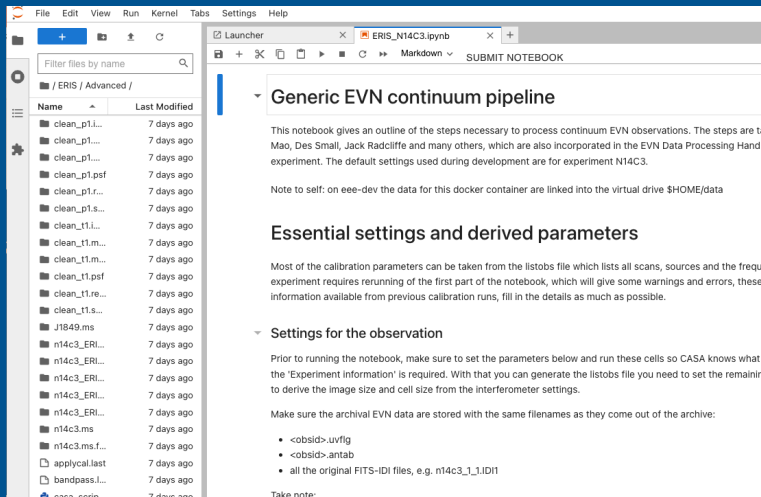 File Edit View Run Kernel Tabs Settings Help
Launcher
ERIS_N14C3.ipynb
Markdown
SUBMIT NOTEBOOK
Filter files by name
/ ERIS / Advanced /
Name Last Modified
clean_p1.i... 7 days ago
clean_p1.... 7 days ago
clean_p1.... 7 days ago
clean_p1.psf 7 days ago
clean_p1.r... 7 days ago
clean_p1.s... 7 days ago
clean_t1.i... 7 days ago
clean_t1.m... 7 days ago
clean_t1.m... 7 days ago
clean_t1.psf 7 days ago
clean_t1.re... 7 days ago
clean_t1.s... 7 days ago
J1849.ms 7 days ago
n14c3_ERI... 7 days ago
n14c3_ERI... 7 days ago
n14c3_ERI... 7 days ago
n14c3_ERI... 7 days ago
n14c3_ERI... 7 days ago
n14c3.ms 7 days ago
n14c3.ms.f... 7 days ago
applycal.last 7 days ago
bandpass.l... 7 days ago
casa_scrip... 7 days ago
Generic EVN continuum pipeline
This notebook gives an outline of the steps necessary to process continuum EVN observations. The steps are ta
Mao, Des Small, Jack Radcliffe and many others, which are also incorporated in the EVN Data Processing Hand
experiment. The default settings used during development are for experiment N14C3.
Note to self: on eee-dev the data for this docker container are linked into the virtual drive $HOME/data
Essential settings and derived parameters
Most of the calibration parameters can be taken from the listobs file which lists all scans, sources and the frequ
experiment requires rerunning of the first part of the notebook, which will give some warnings and errors, these
information available from previous calibration runs, fill in the details as much as possible.
Settings for the observation
Prior to running the notebook, make sure to set the parameters below and run these cells so CASA knows what
the 'Experiment information' is required. With that you can generate the listobs file you need to set the remainin
to derive the image size and cell size from the interferometer settings.
Make sure the archival EVN data are stored with the same filenames as they come out of the archive:
• <obsid>.uvflg
• <obsid>.antab
• all the original FITS-IDI files, e.g. n14c3_1_1.IDI1
Take note: